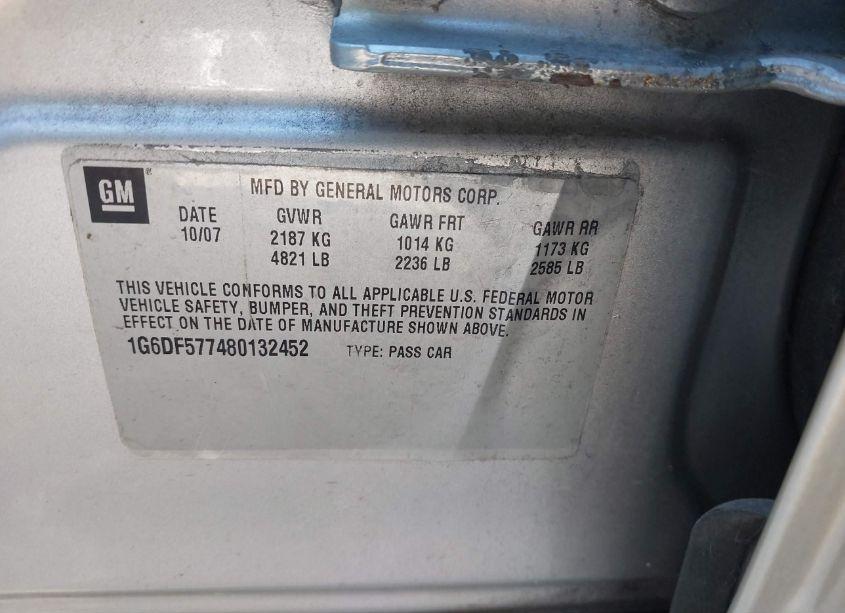 GM
MFD BY GENERAL MOTORS CORP.
DATE GVWR GAWR FRT GAWR RR
10/07 2187 KG 1014 KG 1173 KG
4821 LB 2236 LB 2585 LB
THIS VEHICLE CONFORMS TO ALL APPLICABLE U.S. FEDERAL MOTOR
VEHICLE SAFETY, BUMPER, AND THEFT PREVENTION STANDARDS IN
EFFECT ON THE DATE OF MANUFACTURE SHOWN ABOVE.
1G6DF577480132452 TYPE: PASS CAR